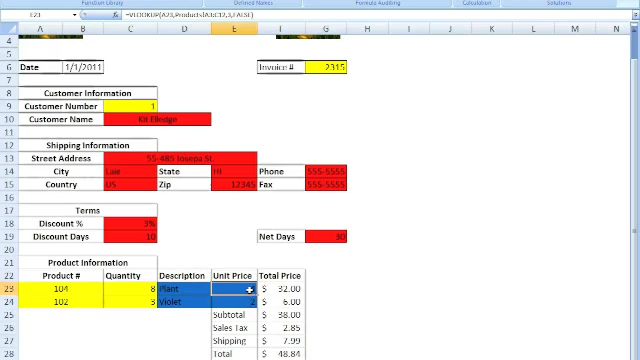 Function Library Defined Names Formula Auditing Calculation Solutions
E23 fx =VLOOKUP(A23,Products!A3:C12,3,FALSE)
A B C D E F G H I J K L M N
4
5
6 Date 1/1/2011 Invoice # 2315
7
8 Customer Information
9 Customer Number 1
10 Customer Name Kit Elledge
11
12 Shipping Information
13 Street Address 55-485 Iosepa St.
14 City Laie State HI Phone 555-5555
15 Country US Zip 12345 Fax 555-5555
16
17 Terms
18 Discount % 3%
19 Discount Days 10 Net Days 30
20
21 Product Information
22 Product # Quantity Description Unit Price Total Price
23 104 8 Plant $ 32.00
24 102 3 Violet 2 $ 6.00
25 Subtotal $ 38.00
26 Sales Tax $ 2.85
27 Shipping $ 7.99
28 Total $ 48.84